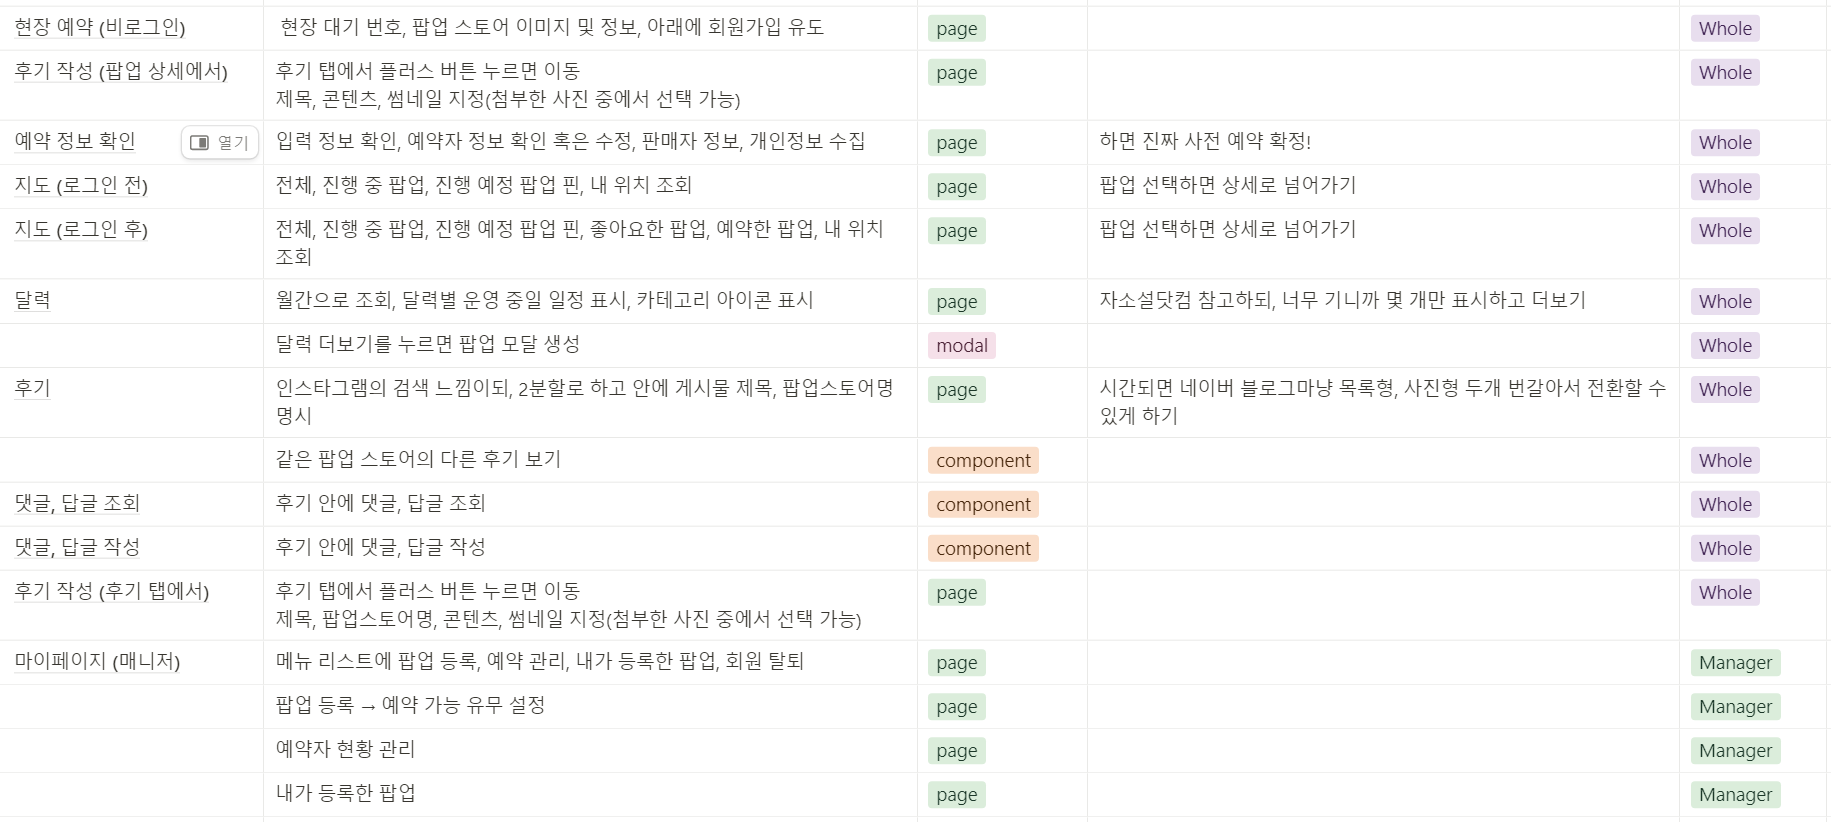 현장 예약 (비로그인)
현장 대기 번호, 팝업 스토어 이미지 및 정보, 아래에 회원가입 유도
page
Whole
후기 작성 (팝업 상세에서)
후기 탭에서 플러스 버튼 누르면 이동
제목, 콘텐츠, 썸네일 지정(첨부한 사진 중에서 선택 가능)
page
Whole
예약 정보 확인
열기
입력 정보 확인, 예약자 정보 확인 혹은 수정, 판매자 정보, 개인정보 수집
page
하면 진짜 사전 예약 확정!
Whole
지도 (로그인 전)
전체, 진행 중 팝업, 진행 예정 팝업 핀, 내 위치 조회
page
팝업 선택하면 상세로 넘어가기
Whole
지도 (로그인 후)
전체, 진행 중 팝업, 진행 예정 팝업 핀, 좋아요한 팝업, 예약한 팝업, 내 위치
조회
page
팝업 선택하면 상세로 넘어가기
Whole
달력
월간으로 조회, 달력별 운영 중일 일정 표시, 카테고리 아이콘 표시
page
자소설닷컴 참고하되, 너무 기니까 몇 개만 표시하고 더보기
Whole
달력 더보기를 누르면 팝업 모달 생성
modal
Whole
후기
인스타그램의 검색 느낌이되, 2분할로 하고 안에 게시물 제목, 팝업스토어명
명시
page
시간되면 네이버 블로그마냥 목록형, 사진형 두개 번갈아서 전환할 수
있게 하기
Whole
같은 팝업 스토어의 다른 후기 보기
component
Whole
댓글, 답글 조회
후기 안에 댓글, 답글 조회
component
Whole
댓글, 답글 작성
후기 안에 댓글, 답글 작성
component
Whole
후기 작성 (후기 탭에서)
후기 탭에서 플러스 버튼 누르면 이동
제목, 팝업스토어명, 콘텐츠, 썸네일 지정(첨부한 사진 중에서 선택 가능)
page
Whole
마이페이지 (매니저)
메뉴 리스트에 팝업 등록, 예약 관리, 내가 등록한 팝업, 회원 탈퇴
page
Manager
팝업 등록 → 예약 가능 유무 설정
page
Manager
예약자 현황 관리
page
Manager
내가 등록한 팝업
page
Manager